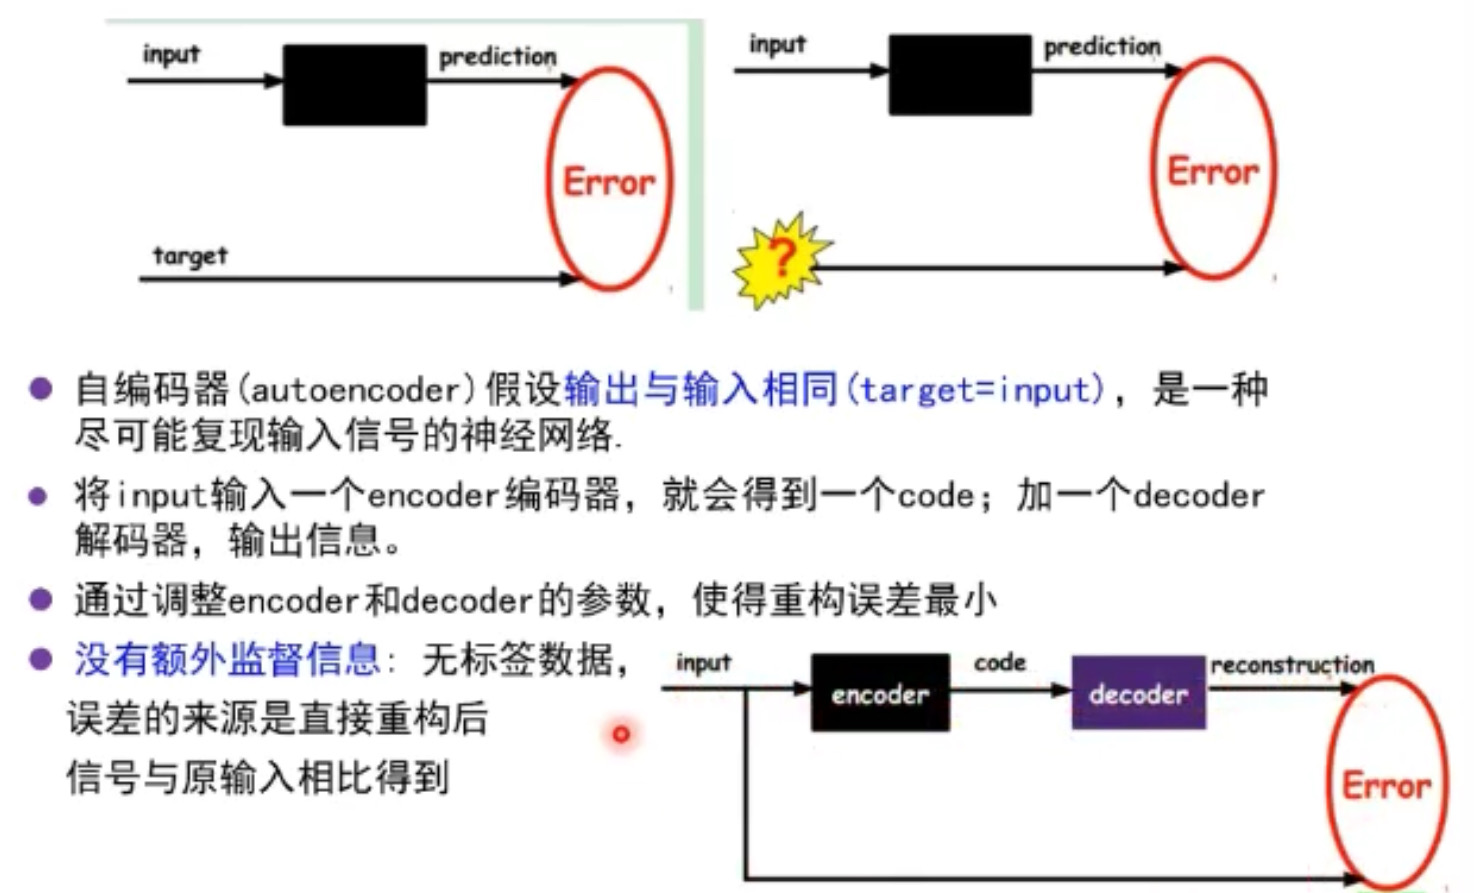 input
prediction
Error
target
input
prediction
Error
?
自编码器(autoencoder)假设输出与输入相同(target=input)，是一种
尽可能复现输入信号的神经网络.
将input输入一个encoder编码器，就会得到一个code；加一个decoder
解码器，输出信息。
通过调整encoder和decoder的参数，使得重构误差最小
没有额外监督信息：无标签数据，
误差的来源是直接重构后
信号与原输入相比得到
input
encoder
code
decoder
reconstruction
Error